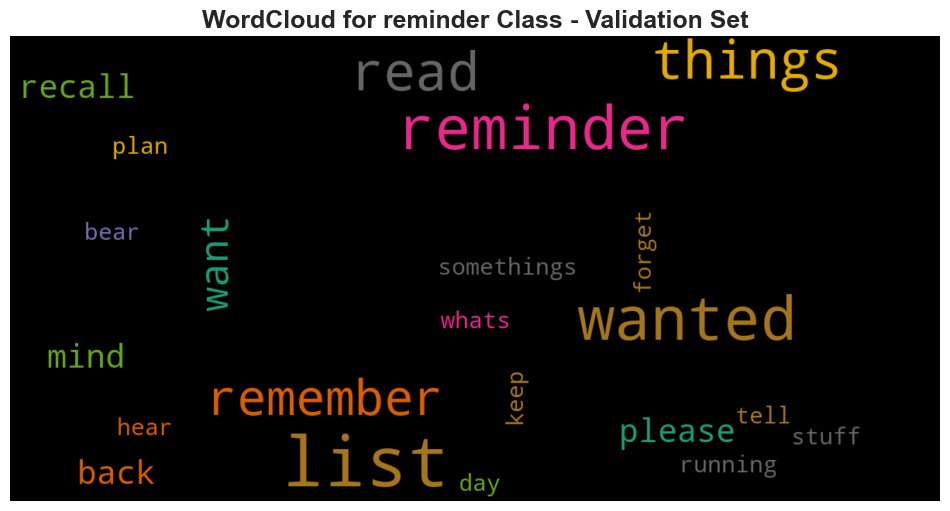 WordCloud for reminder Class - Validation Set
things
read
recall
reminder
plan
bear
want
forget
somethings
whats
wanted
mind
remember
keep
tell
hear
please
stuff
list
running
back
day